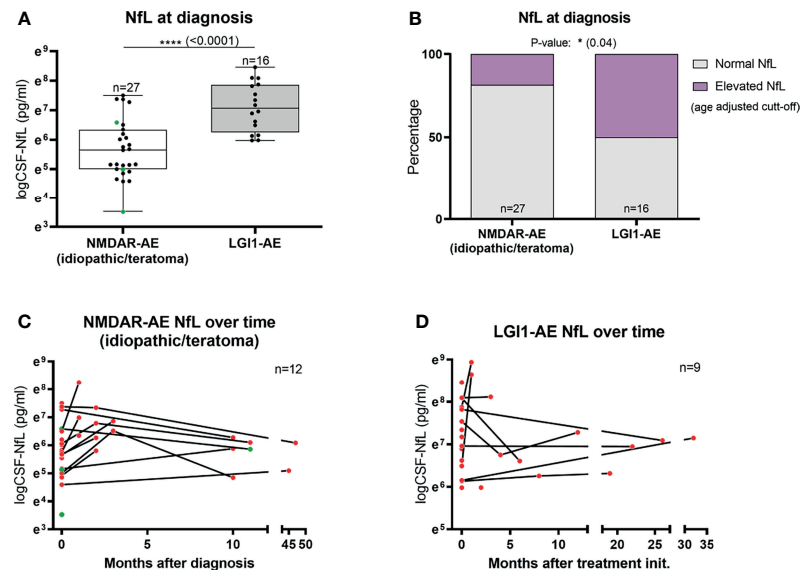 A
NfL at diagnosis
**** (<0.0001)
n=27
n=16
logCSF-NfL (pg/ml)
e9
e8
e7
e6
e5
e4
e3
NMDAR-AE
(idiopathic/teratoma)
LGI1-AE
B
NfL at diagnosis
P-value: * (0.04)
Percentage
100
50
0
n=27
n=16
NMDAR-AE
(idiopathic/teratoma)
LGI1-AE
Normal NfL
Elevated NfL
(age adjusted cutt-off)
C
NMDAR-AE NfL over time
(idiopathic/teratoma)
n=12
logCSF-NfL (pg/ml)
e9
e8
e7
e6
e5
e4
e3
0 5 10 45 50
Months after diagnosis
D
LGI1-AE NfL over time
n=9
logCSF-NfL (pg/ml)
e9
e8
e7
e6
e5
0 5 10 20 25 30 35
Months after treatment init.